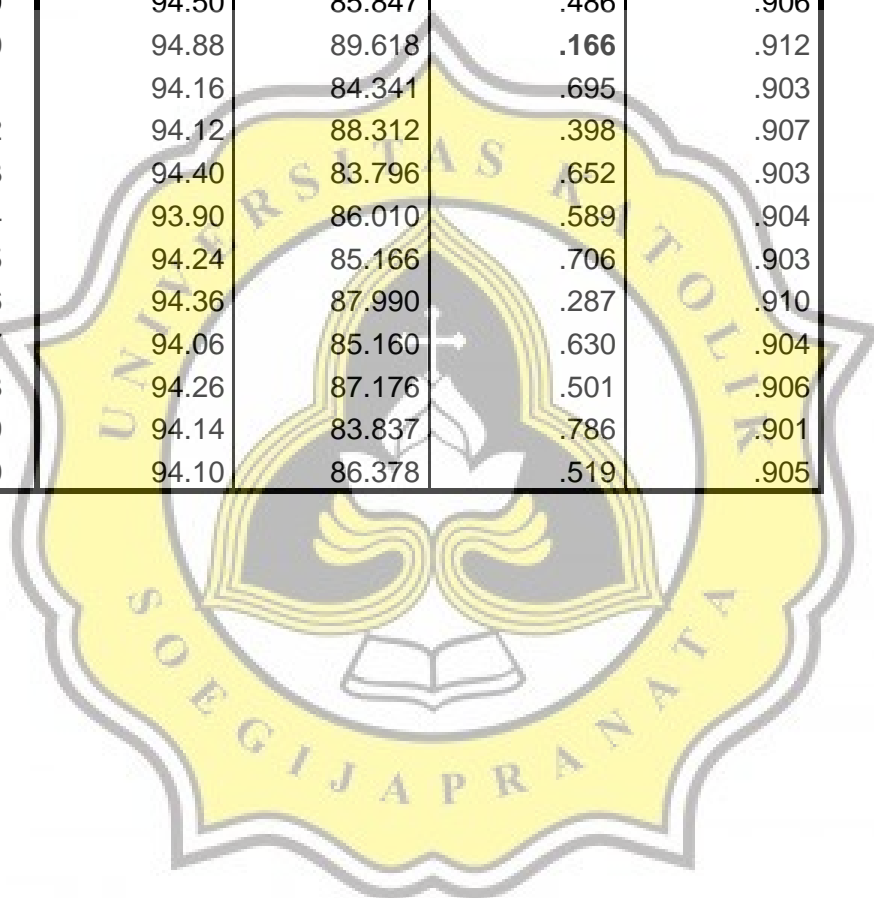 94.50 85.847 .486 .906
94.88 89.618 .166 .912
94.16 84.341 .695 .903
94.12 88.312 .398 .907
94.40 83.796 .652 .903
93.90 86.010 .589 .904
94.24 85.166 .706 .903
94.36 87.990 .287 .910
94.06 85.160 .630 .904
94.26 87.176 .501 .906
94.14 83.837 .786 .901
94.10 86.378 .519 .905
UNIVERSITAS KATOLIK
SOEGIJAPRANATA